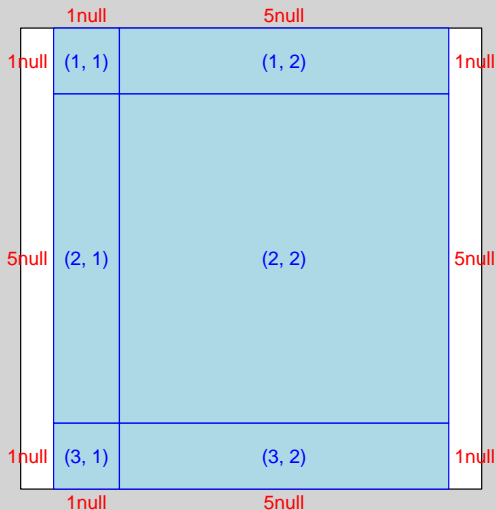 1null 5null
1null (1, 1) (1, 2) 1null
5null (2, 1) (2, 2) 5null
1null (3, 1) (3, 2) 1null
1null 5null